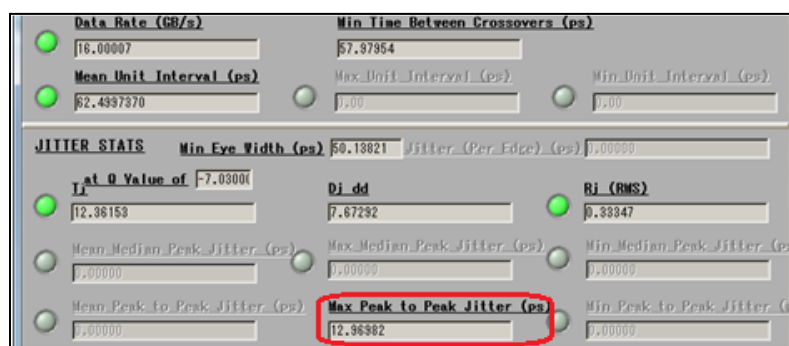 Data Rate (GB/s) Min Time Between Crossovers (ps)
16.00007 57.97954
Mean Unit Interval (ps) Max Unit Interval (ps) Min Unit Interval (ps)
62.4997370 0.00 0.00
JITTER STATS Min Eye Width (ps) 50.13821 Jitter (Per Edge) (ps) 0.00000
Tj at Q Value of -7.0300( Dj dd Rj (RMS)
12.36153 7.67292 0.33347
Mean Median Peak Jitter (ps) Max Median Peak Jitter (ps) Min Median Peak Jitter (p
0.00000 0.00000 0.00000
Mean Peak to Peak Jitter (ps) Max Peak to Peak Jitter (ps) Min Peak to Peak Jitter (
0.00000 12.96982 0.00000